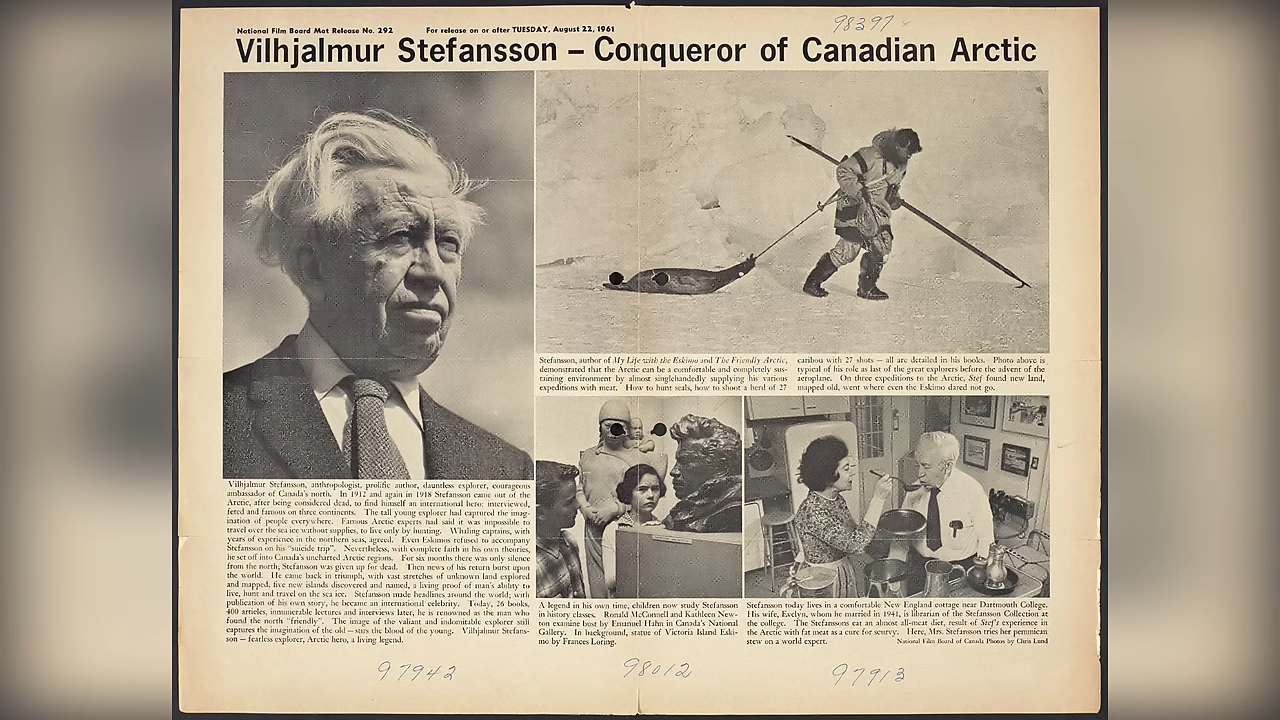 98397
National Film Board Mat Release No. 292 For release on or after TUESDAY, August 22, 1961
Vilhjalmur Stefansson – Conqueror of Canadian Arctic
Stefansson, author of My Life with the Eskimo and The Friendly Arctic,
demonstrated that the Arctic can be a comfortable and completely sus-
taining environment by almost singlehandedly supplying his various
expeditions with meat. How to hunt seals, how to shoot a herd of 27
caribou with 27 shots — all are detailed in his books. Photo above is
typical of his role as last of the great explorers before the advent of the
aeroplane. On three expeditions to the Arctic, Stef found new land,
mapped old, went where even the Eskimo dared not go.
Vilhjalmur Stefansson, anthropologist, prolific author, dauntless explorer, courageous
ambassador of Canada's north. In 1912 and again in 1918 Stefansson came out of the
Arctic, after being considered dead, to find himself an international hero: interviewed,
feted and famous on three continents. The tall young explorer had captured the imag-
ination of people everywhere. Famous Arctic experts had said it was impossible to
travel over the sea ice without supplies, to live only by hunting. Whaling captains, with
years of experience in the northern seas, agreed. Even Eskimos refused to accompany
Stefansson on his "suicide trip". Nevertheless, with complete faith in his own theories,
he set off into Canada's uncharted Arctic regions. For six months there was only silence
from the north; Stefansson was given up for dead. Then news of his return burst upon
the world. He came back in triumph, with vast stretches of unknown land explored
and mapped, five new islands discovered and named, a living proof of man's ability to
live, hunt and travel on the sea ice. Stefansson made headlines around the world; with
publication of his own story, he became an international celebrity. Today, 26 books,
400 articles, innumerable lectures and interviews later, he is renowned as the man who
found the north "friendly". The image of the valiant and indomitable explorer still
captures the imagination of the old — stirs the blood of the young. Vilhjalmur Stefans-
son — fearless explorer, Arctic hero, a living legend.
A legend in his own time, children now study Stefansson
in history classes. Ronald McConnell and Kathleen New-
ton examine bust by Emanuel Hahn in Canada's National
Gallery. In background, statue of Victoria Island Eski-
mo by Frances Loring.
Stefansson today lives in a comfortable New England cottage near Dartmouth College.
His wife, Evelyn, whom he married in 1941, is librarian of the Stefansson Collection at
the college. The Stefanssons eat an almost all-meat diet, result of Stef's experience in
the Arctic with fat meat as a cure for scurvy. Here, Mrs. Stefansson tries her pemmican
stew on a world expert.
National Film Board of Canada Photos by Chris Lund
97942 98012 97913